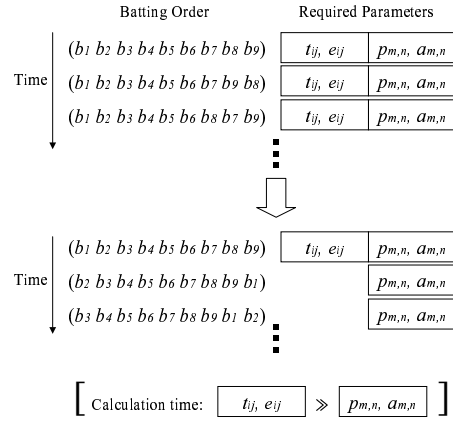 Batting Order Required Parameters
Time
(b1 b2 b3 b4 b5 b6 b7 b8 b9) tij, eij pm,n, am,n
(b1 b2 b3 b4 b5 b6 b7 b9 b8) tij, eij pm,n, am,n
(b1 b2 b3 b4 b5 b6 b8 b7 b9) tij, eij pm,n, am,n
Time
(b1 b2 b3 b4 b5 b6 b7 b8 b9) tij, eij pm,n, am,n
(b2 b3 b4 b5 b6 b7 b8 b9 b1) pm,n, am,n
(b3 b4 b5 b6 b7 b8 b9 b1 b2) pm,n, am,n
[ Calculation time: tij, eij ≫ pm,n, am,n ]